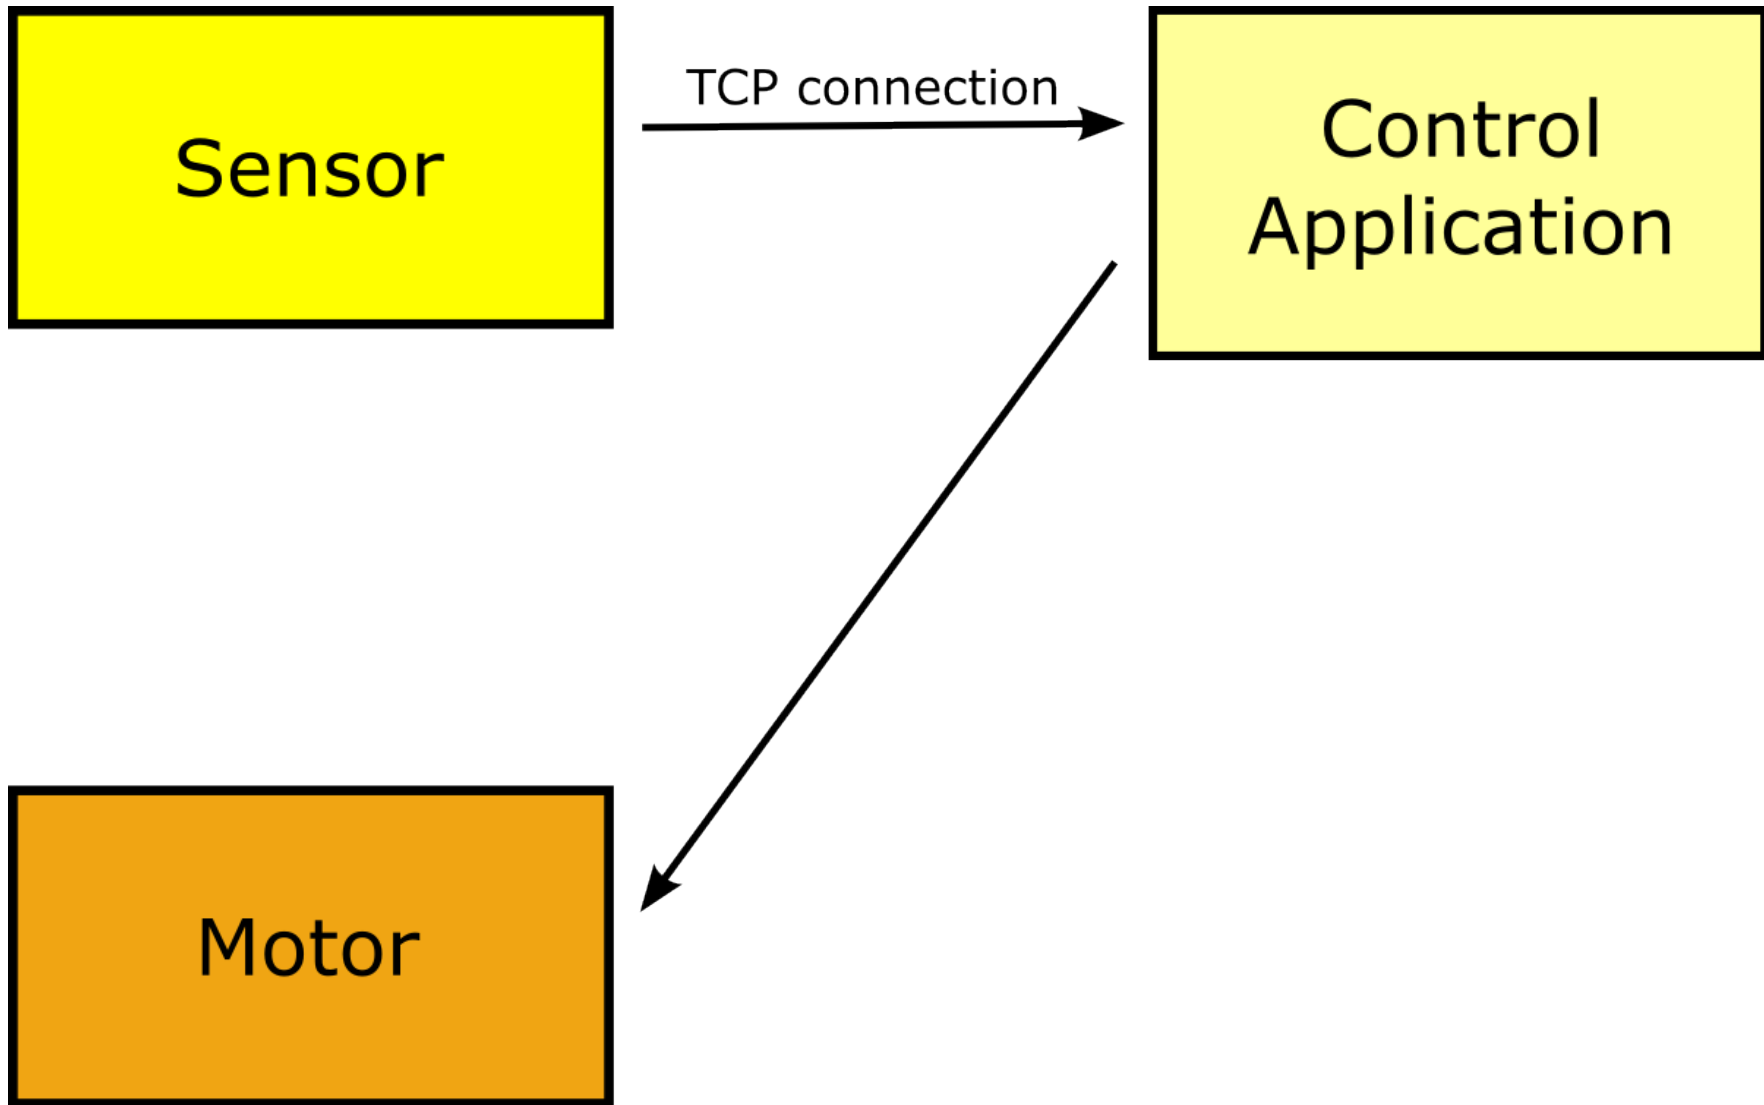 Sensor
TCP connection
Control
Application
Motor